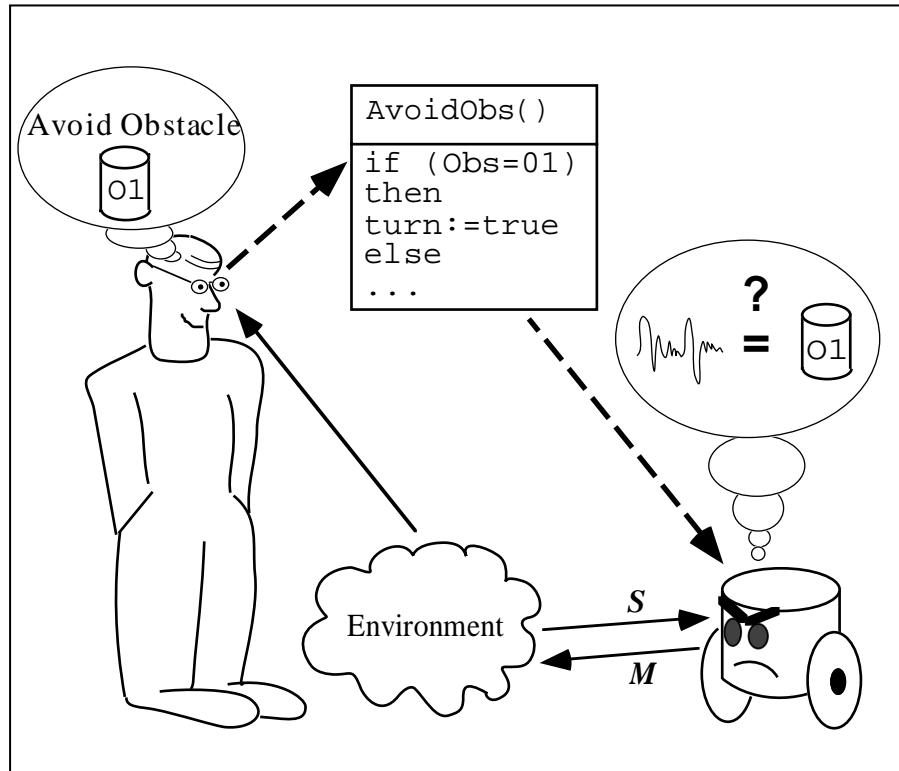 Avoid Obstacle
O1
AvoidObs()
if (Obs=O1)
then
turn:=true
else
...
?
=
O1
Environment
S
M